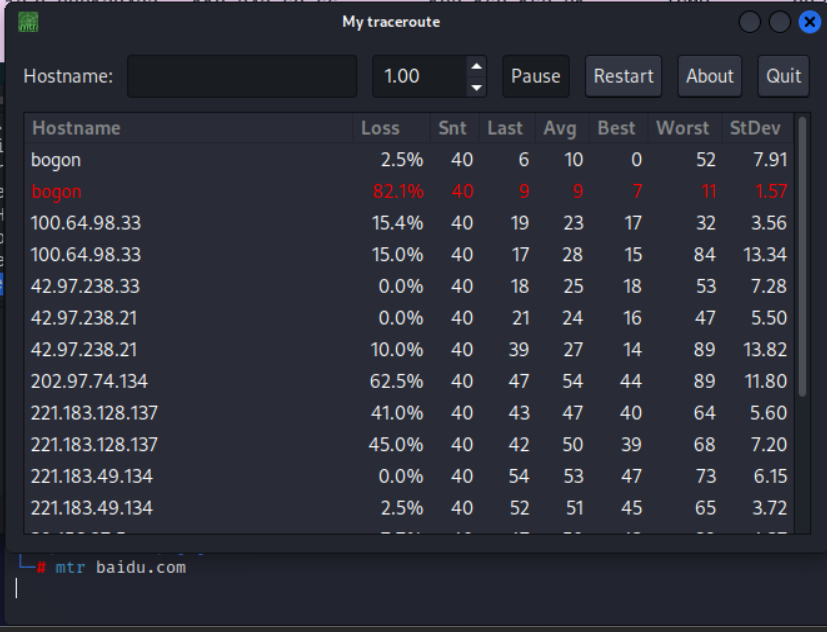 My traceroute
Hostname: 1.00 Pause Restart About Quit
Hostname Loss Snt Last Avg Best Worst StDev
bogon 2.5% 40 6 10 0 52 7.91
bogon 82.1% 40 9 9 7 11 1.57
100.64.98.33 15.4% 40 19 23 17 32 3.56
100.64.98.33 15.0% 40 17 28 15 84 13.34
42.97.238.33 0.0% 40 18 25 18 53 7.28
42.97.238.21 0.0% 40 21 24 16 47 5.50
42.97.238.21 10.0% 40 39 27 14 89 13.82
202.97.74.134 62.5% 40 47 54 44 89 11.80
221.183.128.137 41.0% 40 43 47 40 64 5.60
221.183.128.137 45.0% 40 42 50 39 68 7.20
221.183.49.134 0.0% 40 54 53 47 73 6.15
221.183.49.134 2.5% 40 52 51 45 65 3.72
# mtr baidu.com